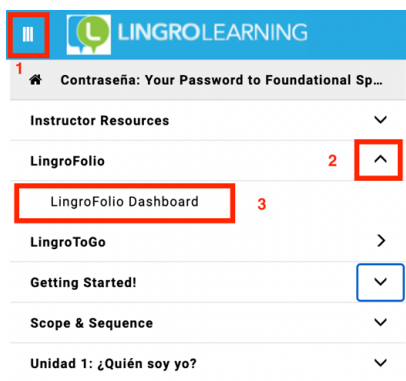 LINGROLEARNING
1
Contraseña: Your Password to Foundational Sp...
Instructor Resources
LingroFolio 2
LingroFolio Dashboard 3
LingroToGo
Getting Started!
Scope & Sequence
Unidad 1: ¿Quién soy yo?